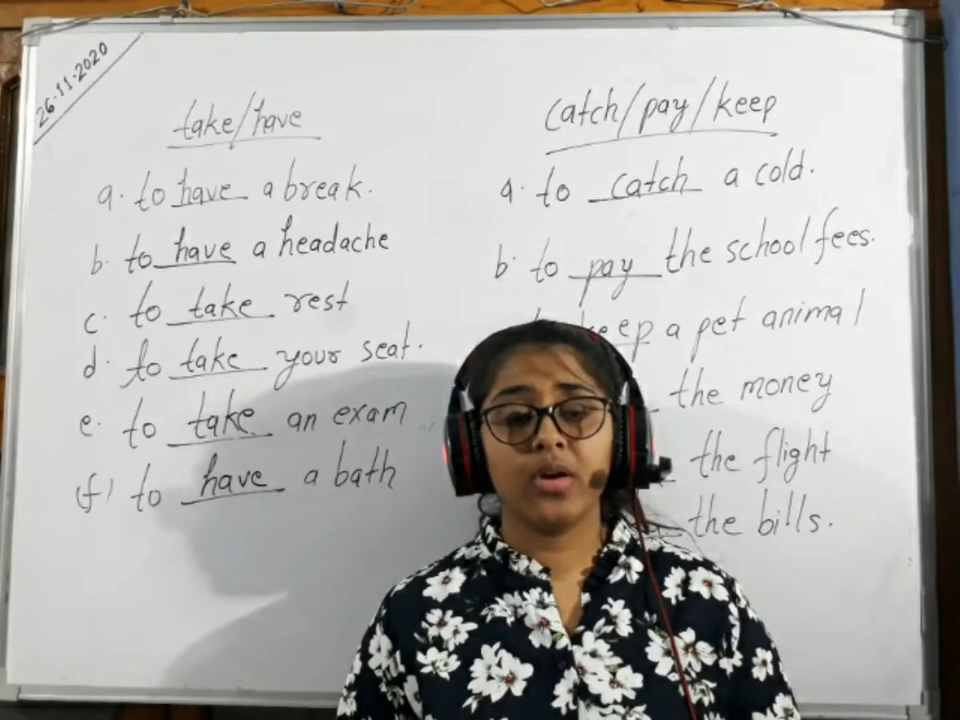 26.11.2020
take/have
a. to have a break.
b. to have a headache
c. to take rest
d. to take your seat.
e. to take an exam
(f) to have a bath
catch/pay/keep
a. to catch a cold.
b. to pay the school fees.
keep a pet animal
the money
the flight
the bills.